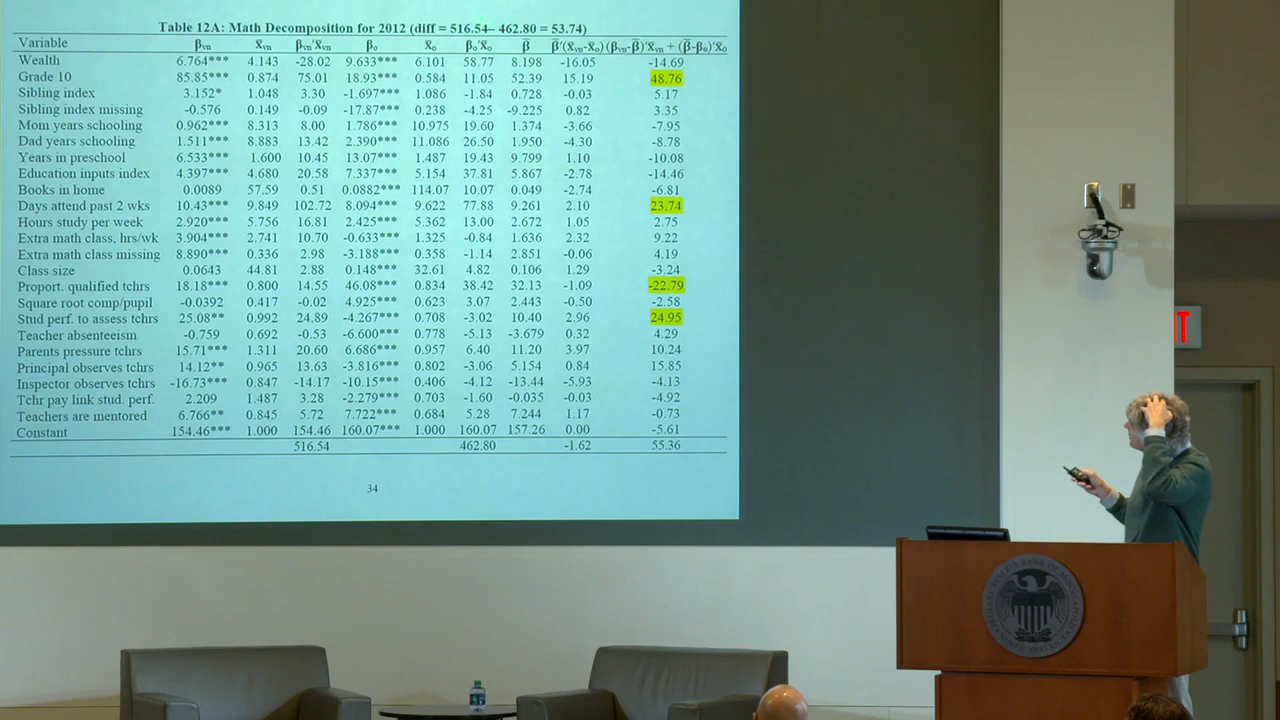 Table 12A: Math Decomposition for 2012 (diff = 516.54– 462.80 = 53.74)
Variable βvn x̄vn βvn'x̄vn βo x̄o βo'x̄o β̄ β̄'(x̄vn-x̄o) (βvn-β̄)'x̄vn + (β̄-βo)'x̄o
Wealth 6.764*** 4.143 -28.02 9.633*** 6.101 58.77 8.198 -16.05 -14.69
Grade 10 85.85*** 0.874 75.01 18.93*** 0.584 11.05 52.39 15.19 48.76
Sibling index 3.152* 1.048 3.30 -1.697*** 1.086 -1.84 0.728 -0.03 5.17
Sibling index missing -0.576 0.149 -0.09 -17.87*** 0.238 -4.25 -9.225 0.82 3.35
Mom years schooling 0.962*** 8.313 8.00 1.786*** 10.975 19.60 1.374 -3.66 -7.95
Dad years schooling 1.511*** 8.883 13.42 2.390*** 11.086 26.50 1.950 -4.30 -8.78
Years in preschool 6.533*** 1.600 10.45 13.07*** 1.487 19.43 9.799 1.10 -10.08
Education inputs index 4.397*** 4.680 20.58 7.337*** 5.154 37.81 5.867 -2.78 -14.46
Books in home 0.0089 57.59 0.51 0.0882*** 114.07 10.07 0.049 -2.74 -6.81
Days attend past 2 wks 10.43*** 9.849 102.72 8.094*** 9.622 77.88 9.261 2.10 23.74
Hours study per week 2.920*** 5.756 16.81 2.425*** 5.362 13.00 2.672 1.05 2.75
Extra math class, hrs/wk 3.904*** 2.741 10.70 -0.633*** 1.325 -0.84 1.636 2.32 9.22
Extra math class missing 8.890*** 0.336 2.98 -3.188*** 0.358 -1.14 2.851 -0.06 4.19
Class size 0.0643 44.81 2.88 0.148*** 32.61 4.82 0.106 1.29 -3.24
Proport. qualified tchrs 18.18*** 0.800 14.55 46.08*** 0.834 38.42 32.13 -1.09 -22.79
Square root comp/pupil -0.0392 0.417 -0.02 4.925*** 0.623 3.07 2.443 -0.50 -2.58
Stud perf. to assess tchrs 25.08** 0.992 24.89 -4.267*** 0.708 -3.02 10.40 2.96 24.95
Teacher absenteeism -0.759 0.692 -0.53 -6.600*** 0.778 -5.13 -3.679 0.32 4.29
Parents pressure tchrs 15.71*** 1.311 20.60 6.686*** 0.957 6.40 11.20 3.97 10.24
Principal observes tchrs 14.12** 0.965 13.63 -3.816*** 0.802 -3.06 5.154 0.84 15.85
Inspector observes tchrs -16.73*** 0.847 -14.17 -10.15*** 0.406 -4.12 -13.44 -5.93 -4.13
Tchr pay link stud. perf. 2.209 1.487 3.28 -2.279*** 0.703 -1.60 -0.035 -0.03 -4.92
Teachers are mentored 6.766** 0.845 5.72 7.722*** 0.684 5.28 7.244 1.17 -0.73
Constant 154.46*** 1.000 154.46 160.07*** 1.000 160.07 157.26 0.00 -5.61
516.54 462.80 -1.62 55.36
34